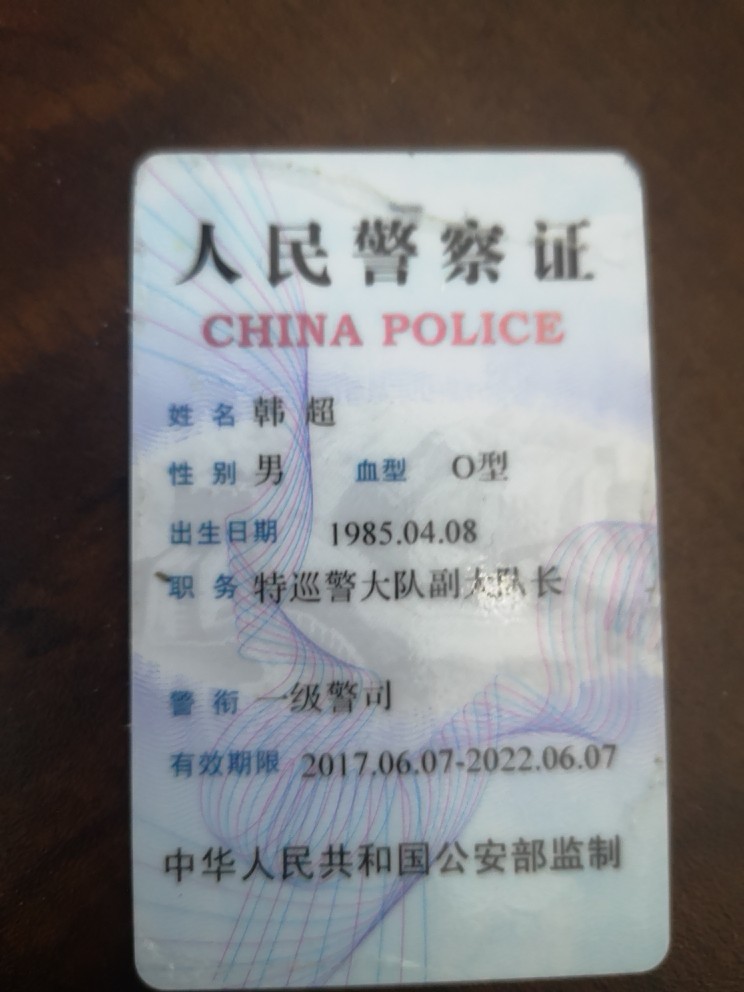 人民警察证
CHINA POLICE
姓 名 韩 超
性 别 男 血型 O型
出生日期 1985.04.08
职 务 特巡警大队副大队长
警 衔 一级警司
有效期限 2017.06.07-2022.06.07
中华人民共和国公安部监制